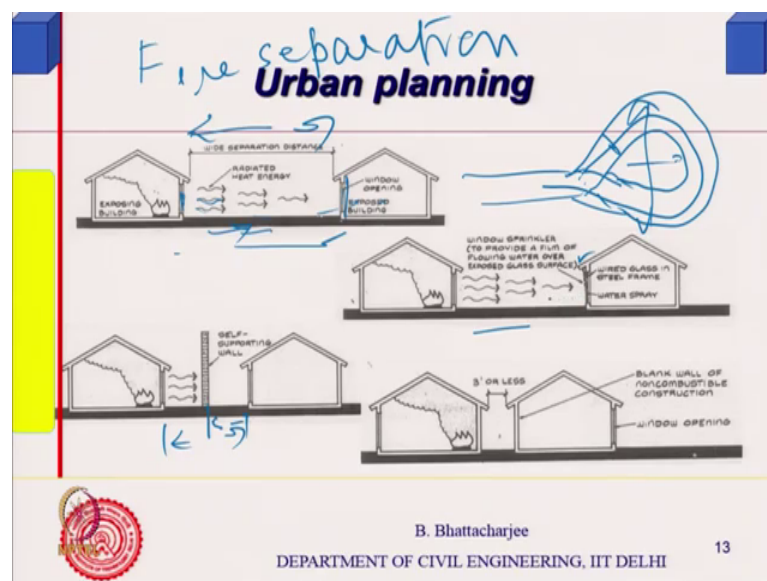 Fire separation
Urban planning
WIDE SEPARATION DISTANCE
RADIATED
HEAT ENERGY
WINDOW
OPENING
EXPOSING
BUILDING
EXPOSED
BUILDING
WINDOW SPRINKLER
(TO PROVIDE A FILM OF
FLOWING WATER OVER
EXPOSED GLASS SURFACE)
WIRED GLASS IN
STEEL FRAME
WATER SPRAY
SELF-
SUPPORTING
WALL
3' OR LESS
BLANK WALL OF
NONCOMBUSTIBLE
CONSTRUCTION
WINDOW OPENING
NPTEL
B. Bhattacharjee
DEPARTMENT OF CIVIL ENGINEERING, IIT DELHI
13